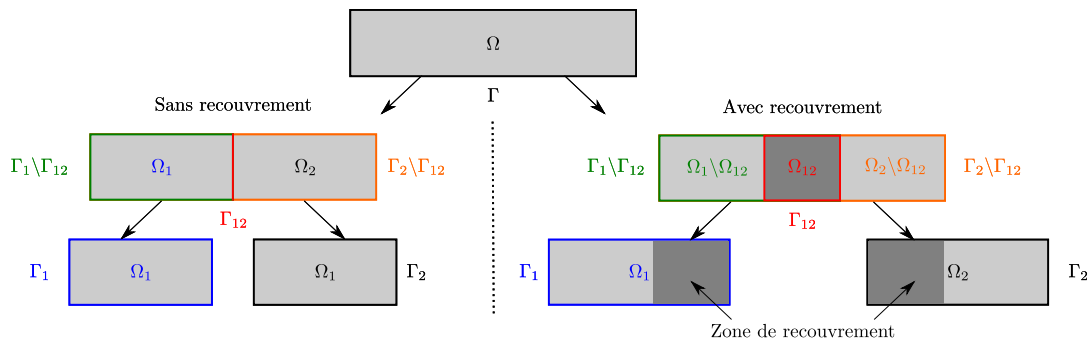 Ω
Γ
Sans recouvrement
Avec recouvrement
Γ₁\Γ₁₂
Ω₁
Ω₂
Γ₂\Γ₁₂
Γ₁₂
Γ₁
Ω₁
Ω₁
Γ₂
Γ₁\Γ₁₂
Ω₁\Ω₁₂
Ω₁₂
Ω₂\Ω₁₂
Γ₂\Γ₁₂
Γ₁₂
Γ₁
Ω₁
Ω₂
Γ₂
Zone de recouvrement